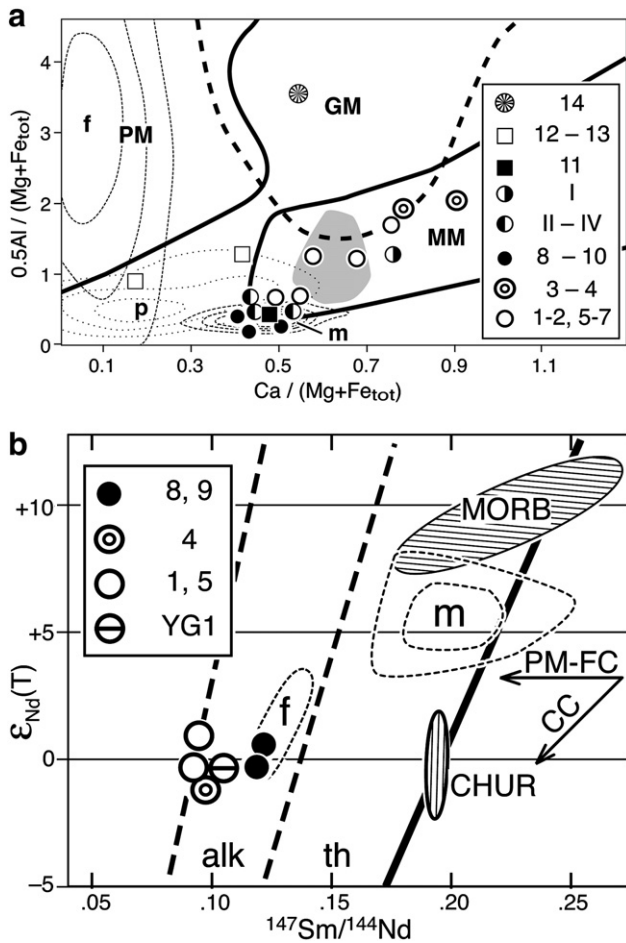 a
4
3
2
1
0
0.5Al / (Mg+Fetot)
f
PM
GM
MM
p
m
14
12 – 13
11
I
II – IV
8 – 10
3 – 4
1-2, 5-7
0.1
0.3
0.5
0.7
0.9
1.1
Ca / (Mg+Fetot)
b
+10
+5
0
–5
εNd(T)
8, 9
4
1, 5
YG1
MORB
m
f
PM-FC
CC
CHUR
alk
th
.05
.10
.15
.20
.25
147Sm/144Nd